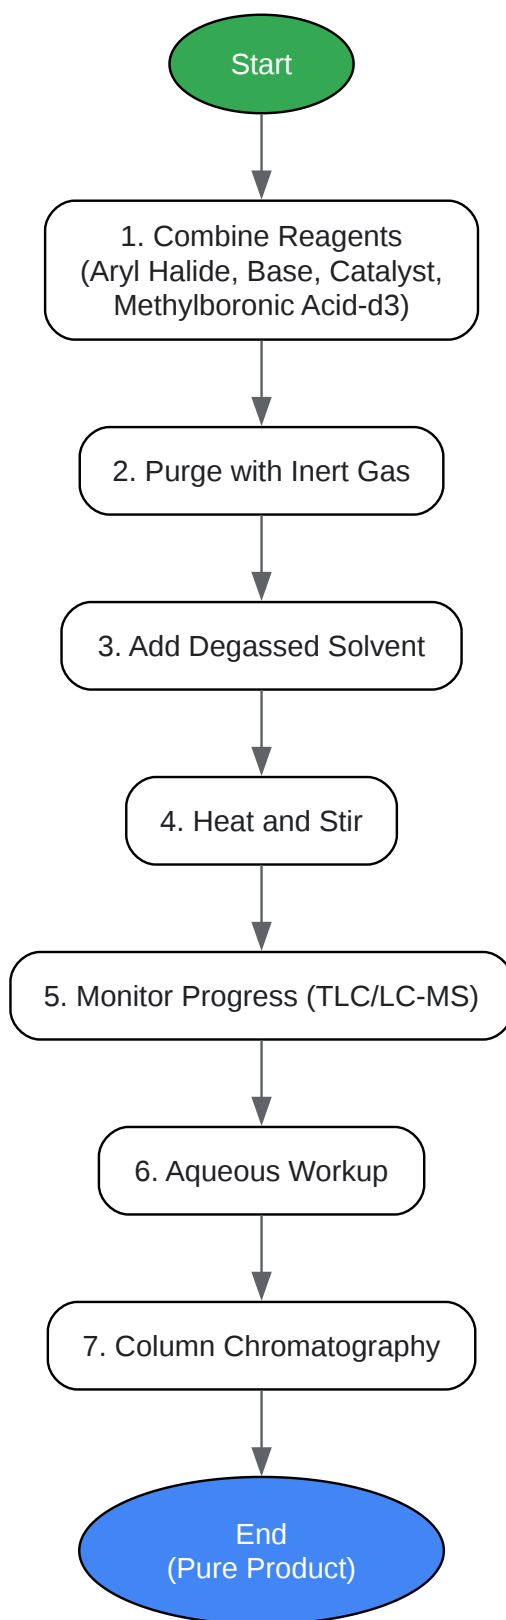 Start
1. Combine Reagents
(Aryl Halide, Base, Catalyst,
Methylboronic Acid-d3)
2. Purge with Inert Gas
3. Add Degassed Solvent
4. Heat and Stir
5. Monitor Progress (TLC/LC-MS)
6. Aqueous Workup
7. Column Chromatography
End
(Pure Product)